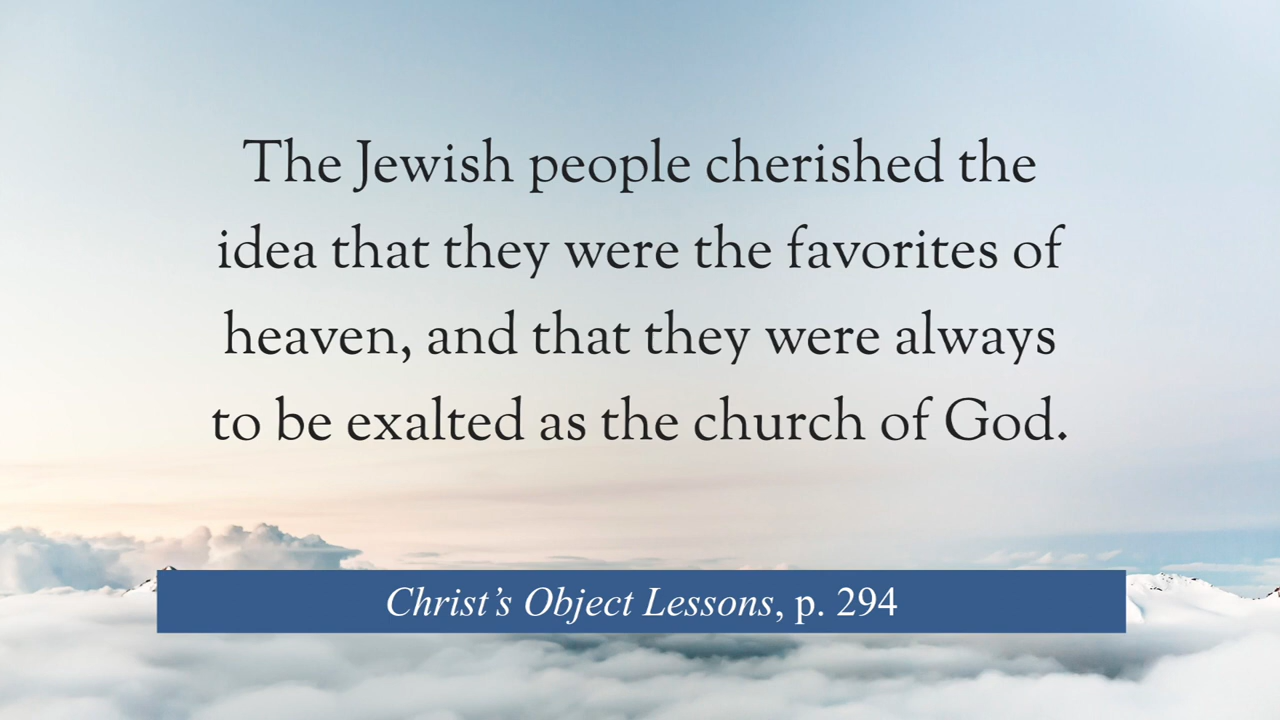 The Jewish people cherished the
idea that they were the favorites of
heaven, and that they were always
to be exalted as the church of God.
Christ’s Object Lessons, p. 294